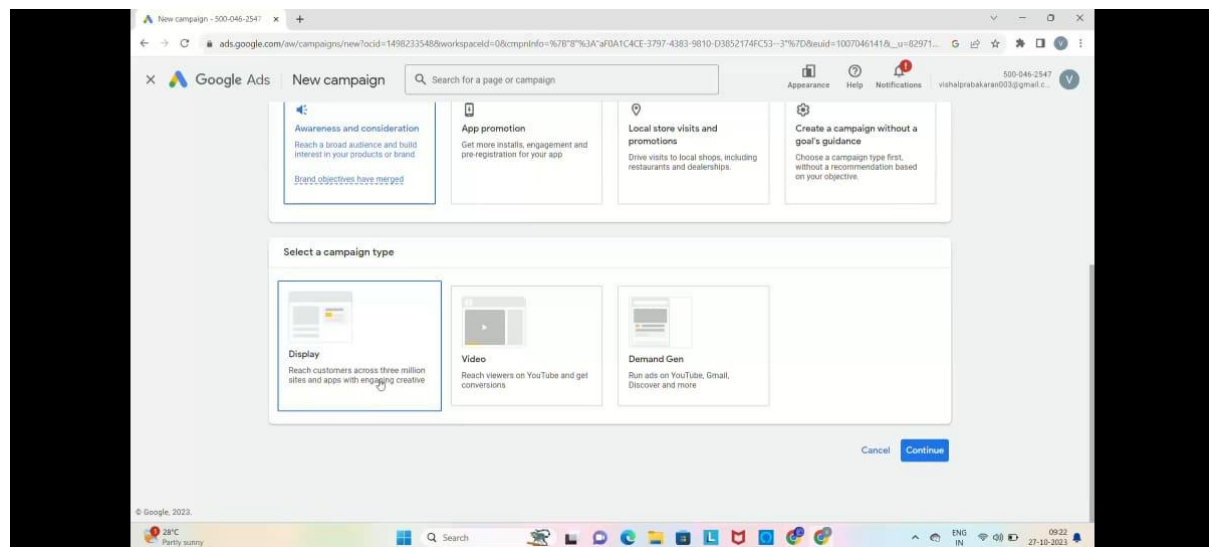 New campaign - 500-046-2547
ads.google.com/aw/campaigns/new?ocid=1498233548&workspaceId=0&cmpnInfo=%7B"8"%3A"aF0A1C4CE-3797-4383-9810-D3852174FC53--3"%7D&euid=1007046141&__u=82971...
Google Ads
New campaign
Search for a page or campaign
Appearance
Help
Notifications
500-046-2547
vishalprabakaran003@gmail.c...
V
Awareness and consideration
Reach a broad audience and build
interest in your products or brand
Brand objectives have merged
App promotion
Get more installs, engagement and
pre-registration for your app
Local store visits and
promotions
Drive visits to local shops, including
restaurants and dealerships.
Create a campaign without a
goal's guidance
Choose a campaign type first,
without a recommendation based
on your objective.
Select a campaign type
Display
Reach customers across three million
sites and apps with engaging creative
Video
Reach viewers on YouTube and get
conversions
Demand Gen
Run ads on YouTube, Gmail,
Discover and more
Cancel
Continue
© Google, 2023.
28°C
Partly sunny
Search
ENG
IN
09:22
27-10-2023